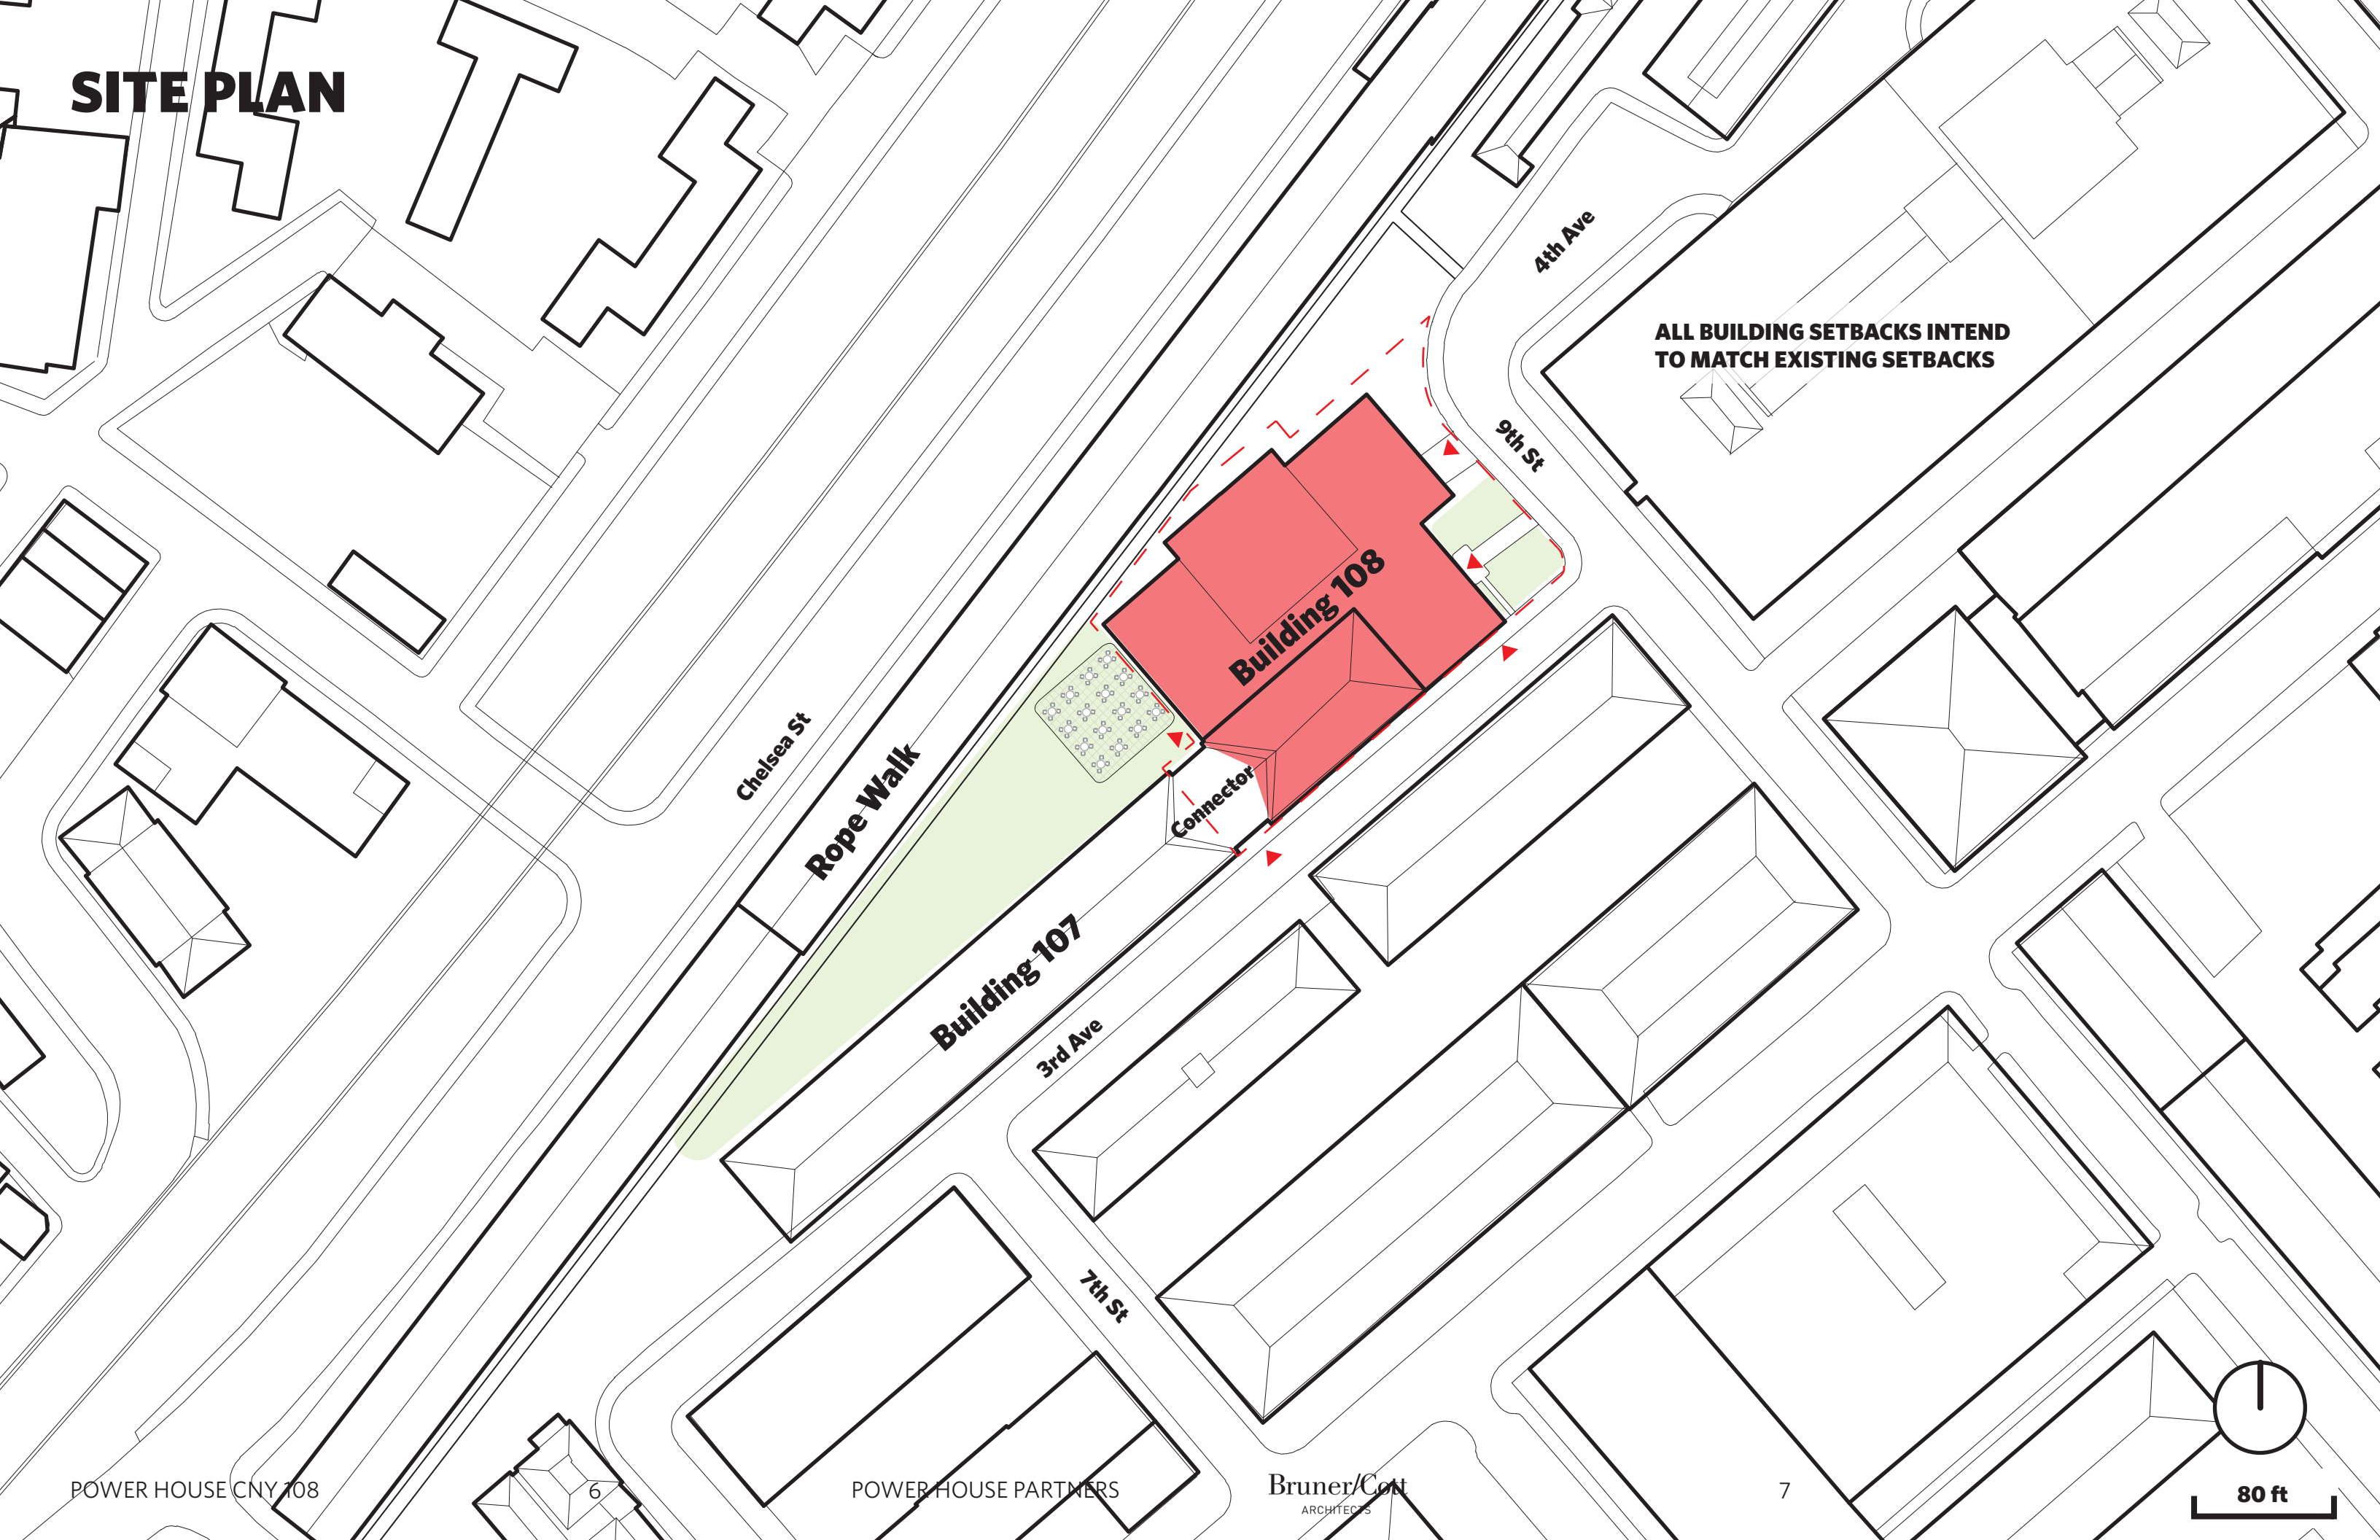 SITE PLAN
4th Ave
ALL BUILDING SETBACKS INTEND
TO MATCH EXISTING SETBACKS
9th St
Building 108
Chelsea St
Rope Walk
Connector
Building 107
3rd Ave
7th St
POWER HOUSE CNY 108
6
POWER HOUSE PARTNERS
Bruner/Cott
ARCHITECTS
7
80 ft